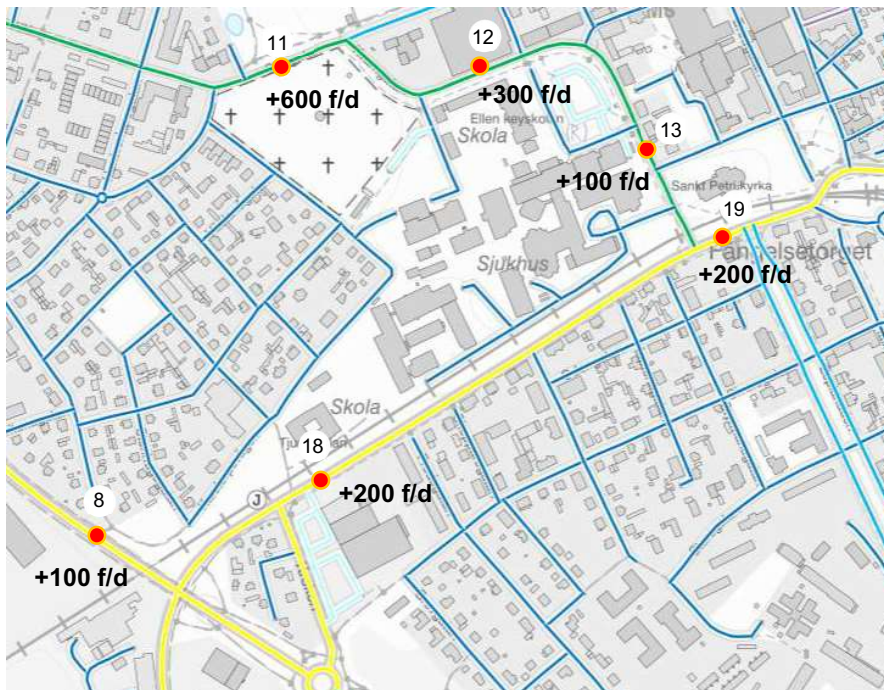 11
+600 f/d
12
+300 f/d
Ellen keyskolan
Skola
(R)
13
+100 f/d
Sankt Petri kyrka
19
+200 f/d
Sjukhus
Skola
18
+200 f/d
J
8
+100 f/d